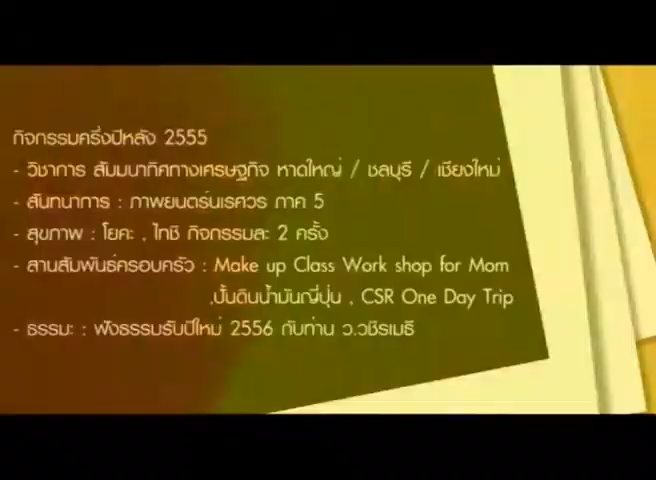 กิจกรรมครึ่งปีหลัง 2555
- วิชาการ สัมมนาทิศทางเศรษฐกิจ หาดใหญ่ / ชลบุรี / เชียงใหม่
- สันทนาการ : ภาพยนตร์นเรศวร ภาค 5
- สุขภาพ : โยคะ , ไทชิ กิจกรรมละ 2 ครั้ง
- สานสัมพันธ์ครอบครัว : Make up Class Work shop for Mom
,ปั้นดินน้ำมันญี่ปุ่น , CSR One Day Trip
- ธรรมะ : ฟังธรรมรับปีใหม่ 2556 กับท่าน ว.วชิรเมธี